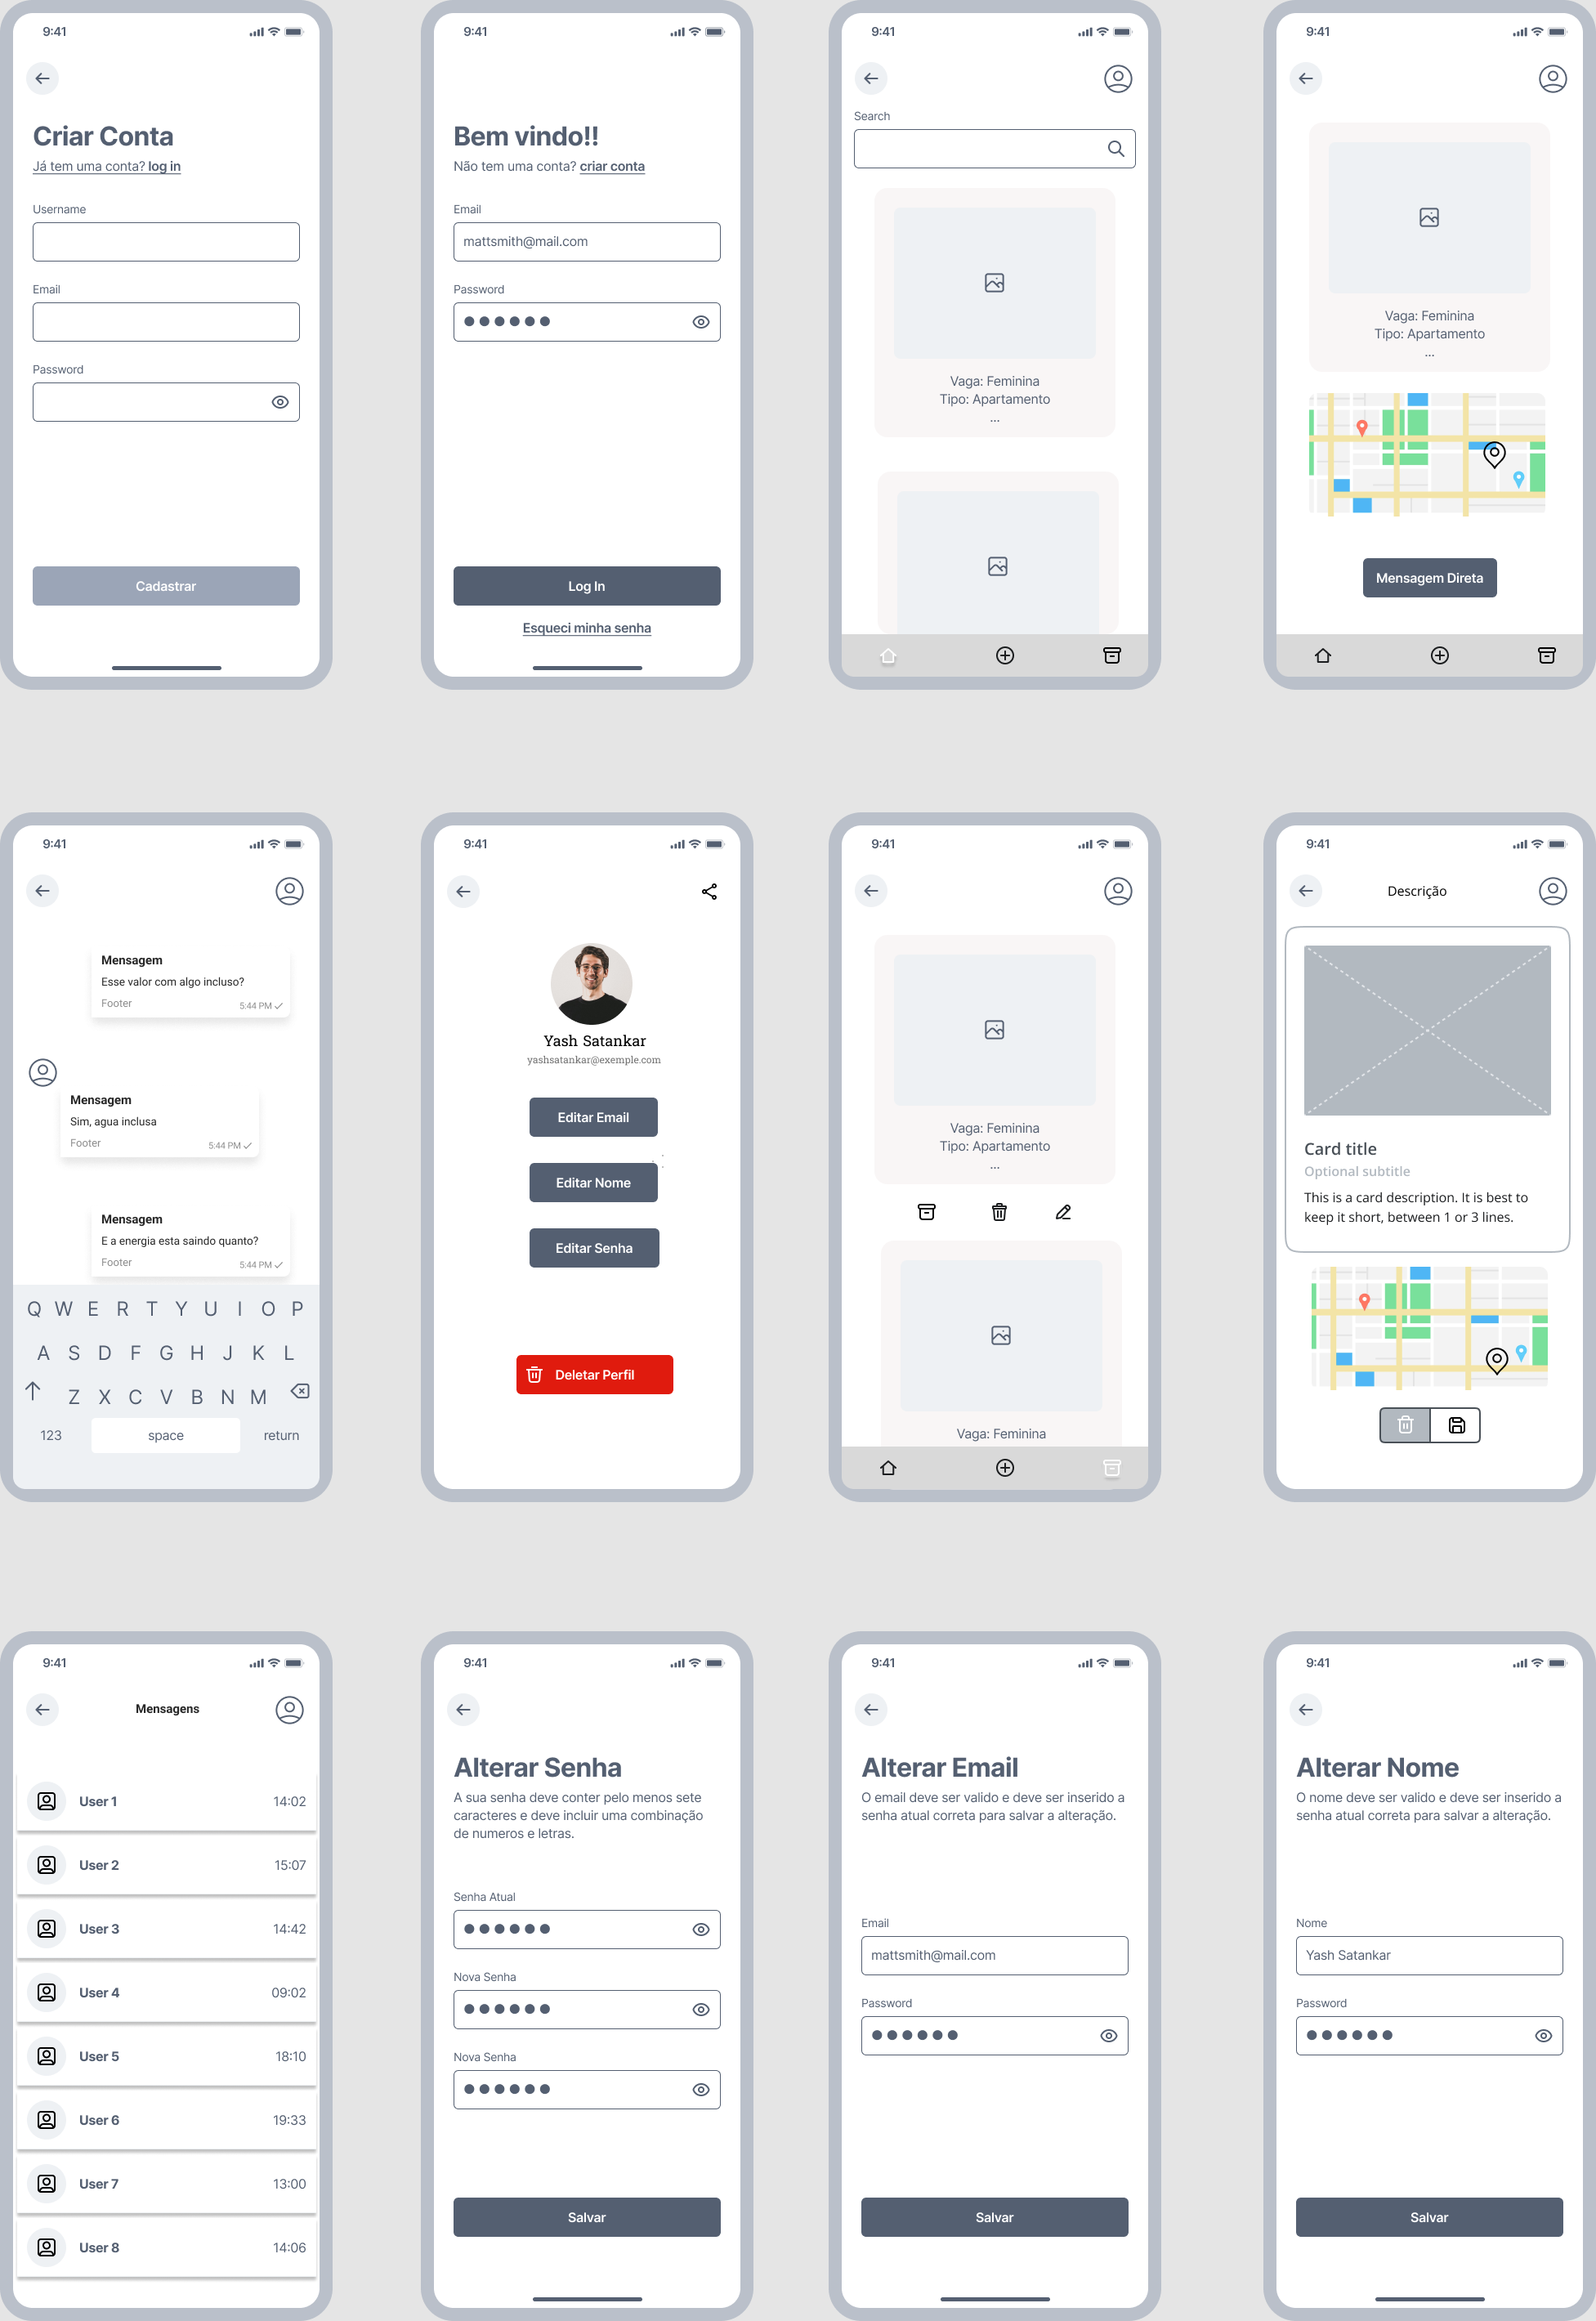 9:41
Criar Conta
Já tem uma conta? log in
Username
Email
Password
Cadastrar
9:41
Bem vindo!!
Não tem uma conta? criar conta
Email
mattsmith@mail.com
Password
Log In
Esqueci minha senha
9:41
Search
Vaga: Feminina
Tipo: Apartamento
...
9:41
Vaga: Feminina
Tipo: Apartamento
...
Mensagem Direta
9:41
Mensagem
Esse valor com algo incluso?
Footer
5:44 PM
Mensagem
Sim, agua inclusa
Footer
5:44 PM
Mensagem
E a energia esta saindo quanto?
Footer
5:44 PM
Q W E R T Y U I O P
A S D F G H J K L
Z X C V B N M
123 space return
9:41
Yash Satankar
yashsatankar@exemple.com
Editar Email
Editar Nome
Editar Senha
Deletar Perfil
9:41
Vaga: Feminina
Tipo: Apartamento
...
Vaga: Feminina
9:41
Descrição
Card title
Optional subtitle
This is a card description. It is best to
keep it short, between 1 or 3 lines.
9:41
Mensagens
User 1 14:02
User 2 15:07
User 3 14:42
User 4 09:02
User 5 18:10
User 6 19:33
User 7 13:00
User 8 14:06
9:41
Alterar Senha
A sua senha deve conter pelo menos sete
caracteres e deve incluir uma combinação
de numeros e letras.
Senha Atual
Nova Senha
Nova Senha
Salvar
9:41
Alterar Email
O email deve ser valido e deve ser inserido a
senha atual correta para salvar a alteração.
Email
mattsmith@mail.com
Password
Salvar
9:41
Alterar Nome
O nome deve ser valido e deve ser inserido a
senha atual correta para salvar a alteração.
Nome
Yash Satankar
Password
Salvar